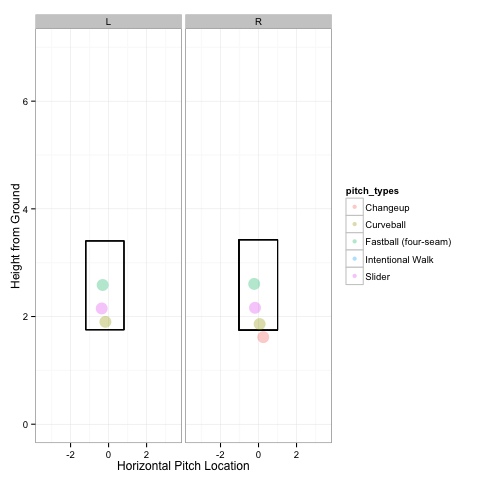 L
R
Height from Ground
6
4
2
0
-2
0
2
-2
0
2
Horizontal Pitch Location
pitch_types
Changeup
Curveball
Fastball (four-seam)
Intentional Walk
Slider